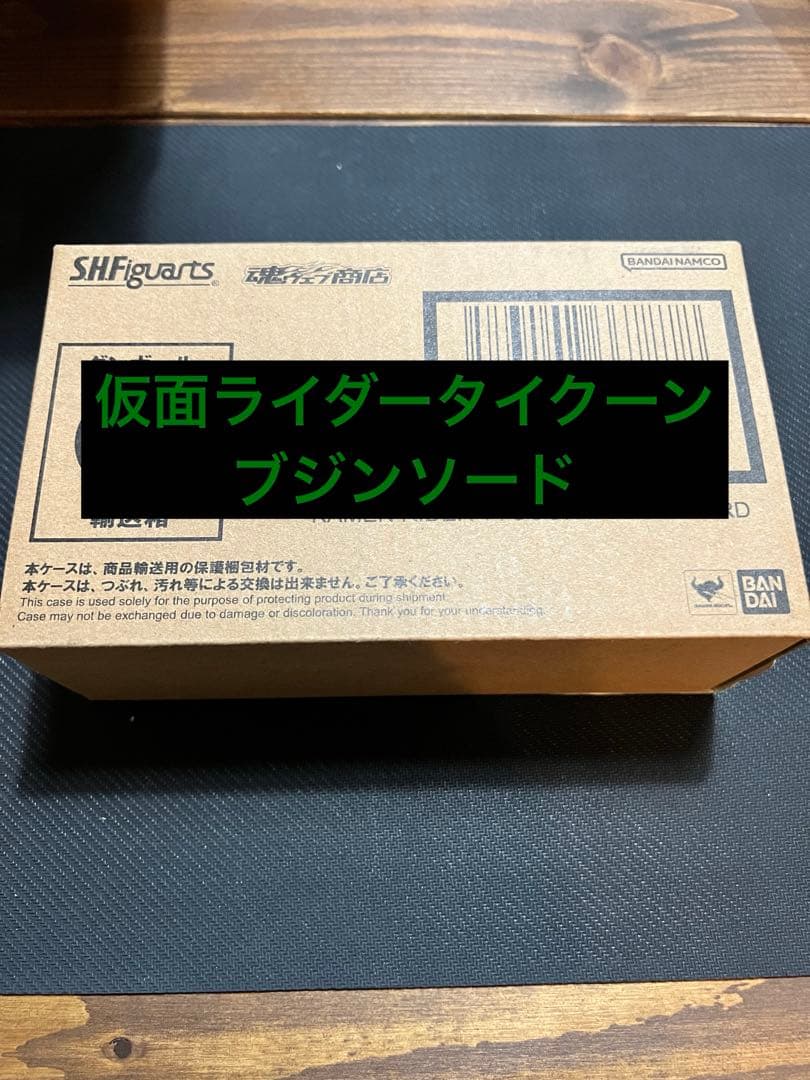 S.H.Figuarts
魂ウェブ商店
BANDAI NAMCO
仮面ライダータイクーン
ブジンソード
本ケースは、商品輸送用の保護梱包材です。
本ケースは、つぶれ、汚れ等による交換は出来ません。ご了承ください。
This case is used solely for the purpose of protecting product during shipment.
Case may not be exchanged due to damage or discoloration. Thank you for your understanding.
BAN
DAI